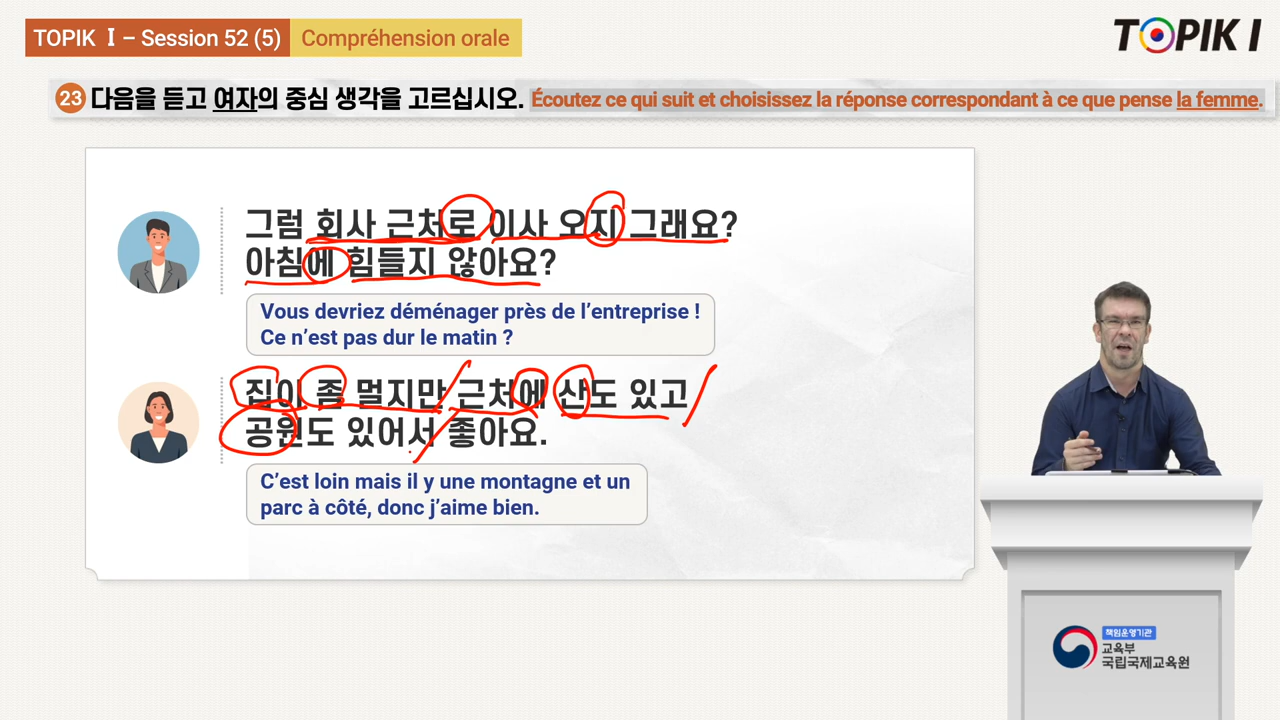 TOPIK Ⅰ – Session 52 (5) Compréhension orale
TOPIK I
23 다음을 듣고 여자의 중심 생각을 고르십시오. Écoutez ce qui suit et choisissez la réponse correspondant à ce que pense la femme.
그럼 회사 근처로 이사 오지 그래요?
아침에 힘들지 않아요?
Vous devriez déménager près de l’entreprise !
Ce n’est pas dur le matin ?
집이 좀 멀지만 근처에 산도 있고
공원도 있어서 좋아요.
C’est loin mais il y une montagne et un
parc à côté, donc j’aime bien.
책임운영기관
교육부
국립국제교육원